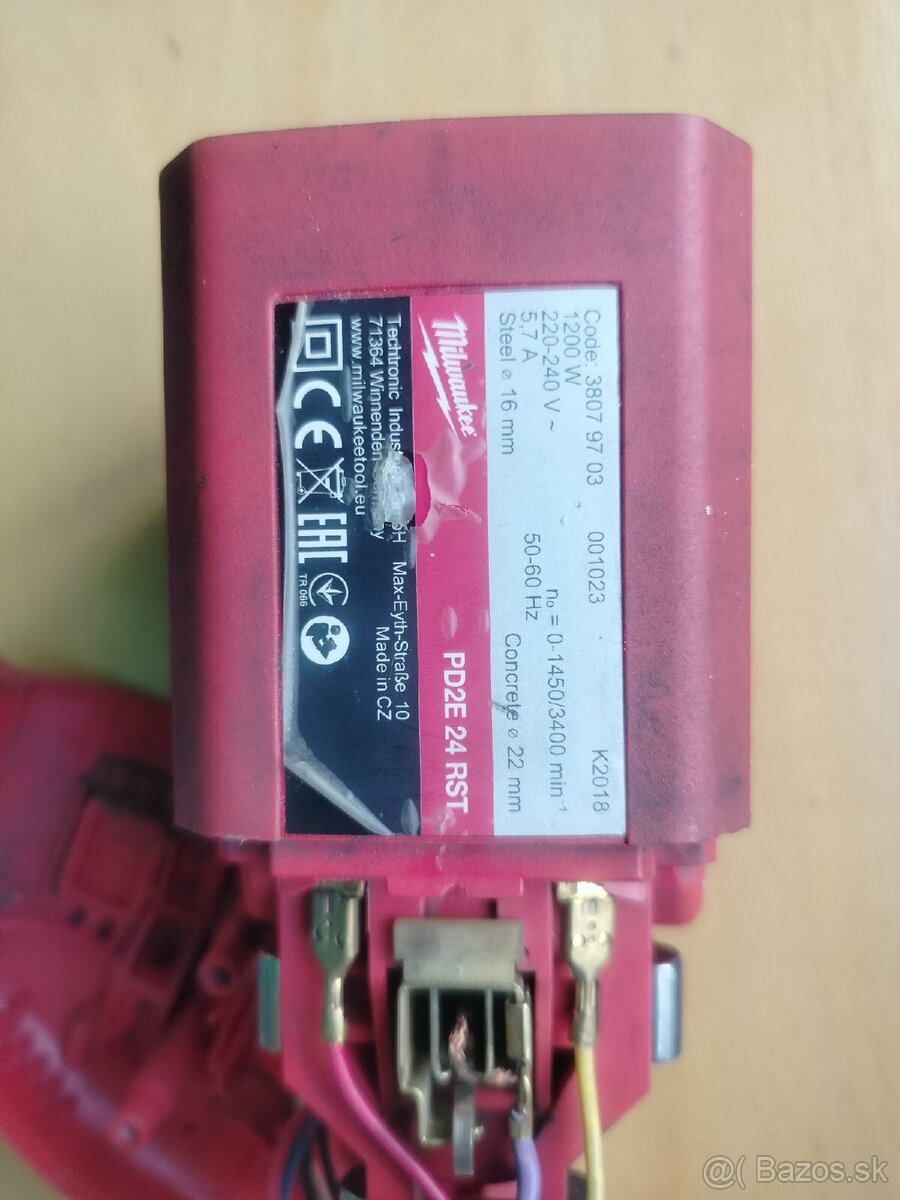 Code: 3807 97 03 001023 K2018
1200 W n₀ = 0-1450/3400 min⁻¹
220-240 V ~ 50-60 Hz
5,7 A
Steel ⌀ 16 mm Concrete ⌀ 22 mm
Milwaukee
PD2E 24 RST
Techtronic Max-Eyth-Straße 10
71364 Winnenden Made in CZ
www.milwaukeetool.eu
CE EAC
TR 066
@( Bazos.sk